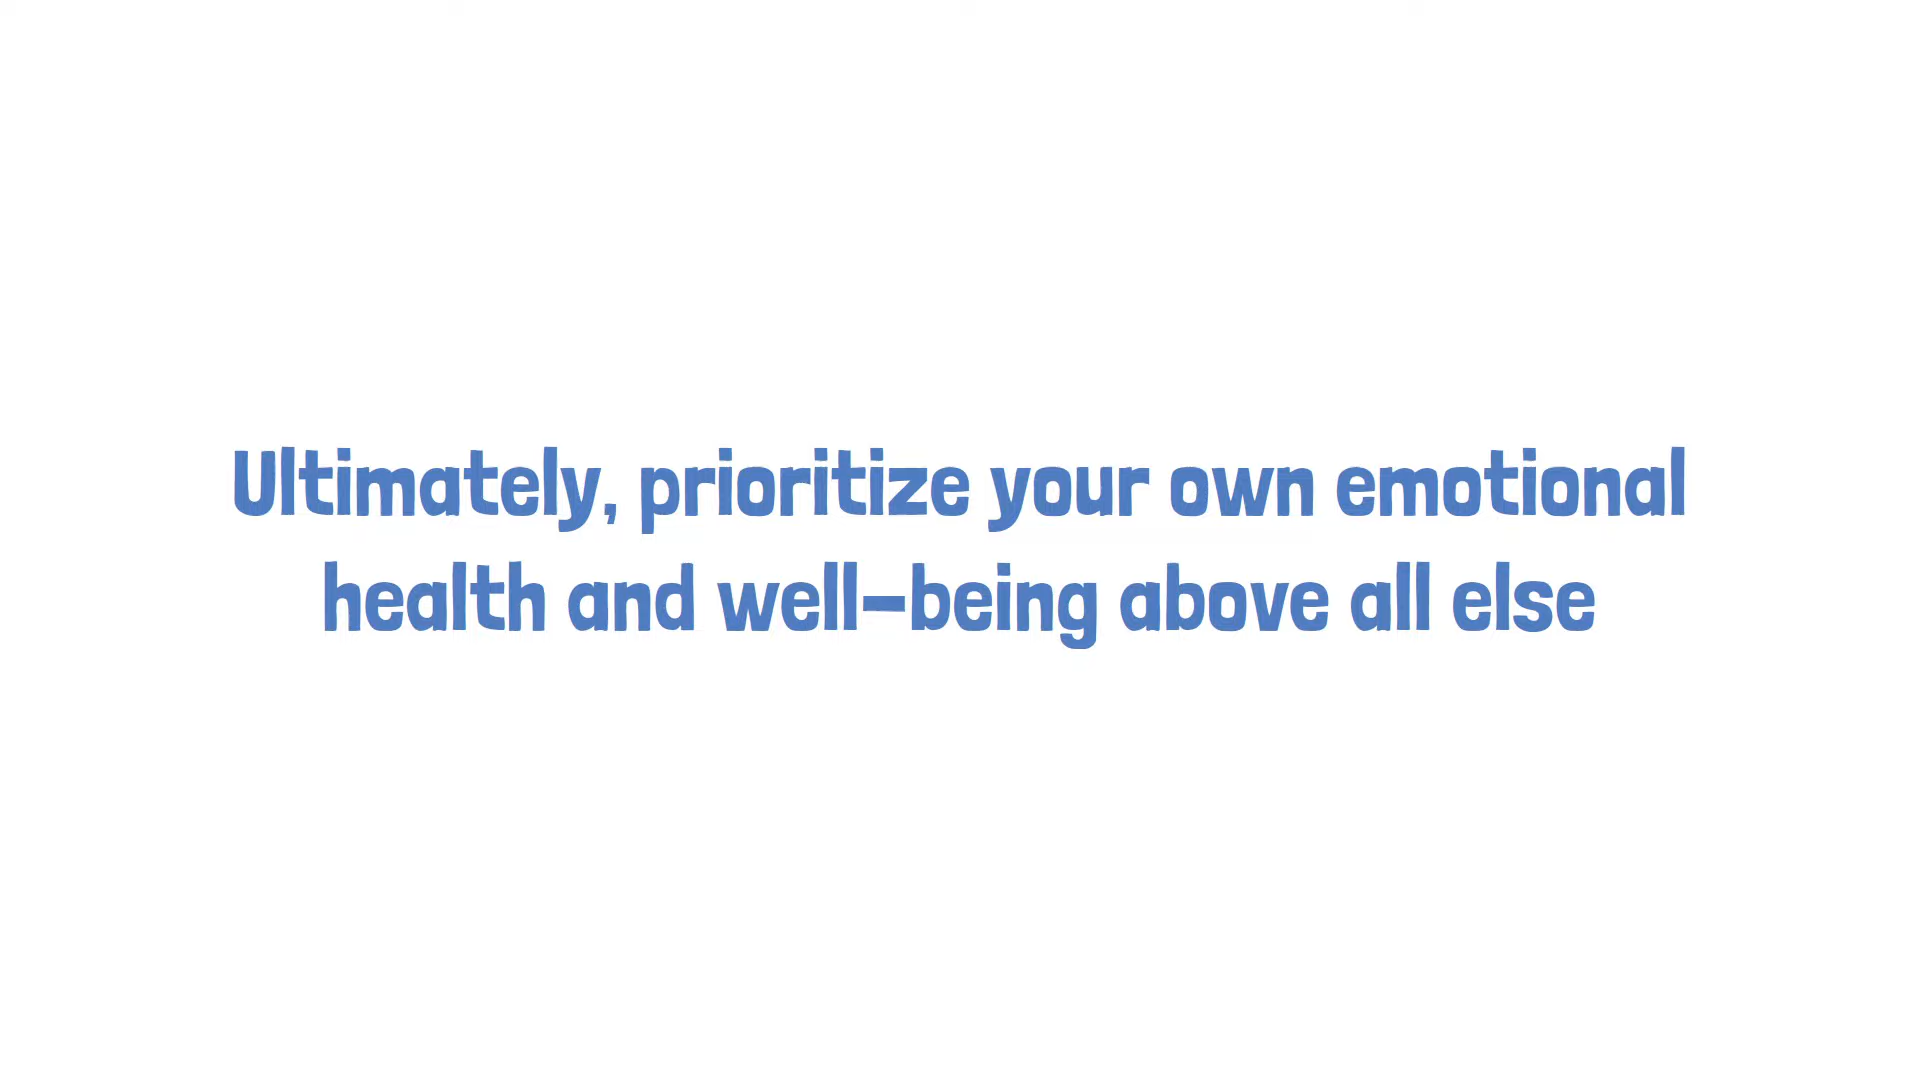 Ultimately, prioritize your own emotional
health and well-being above all else